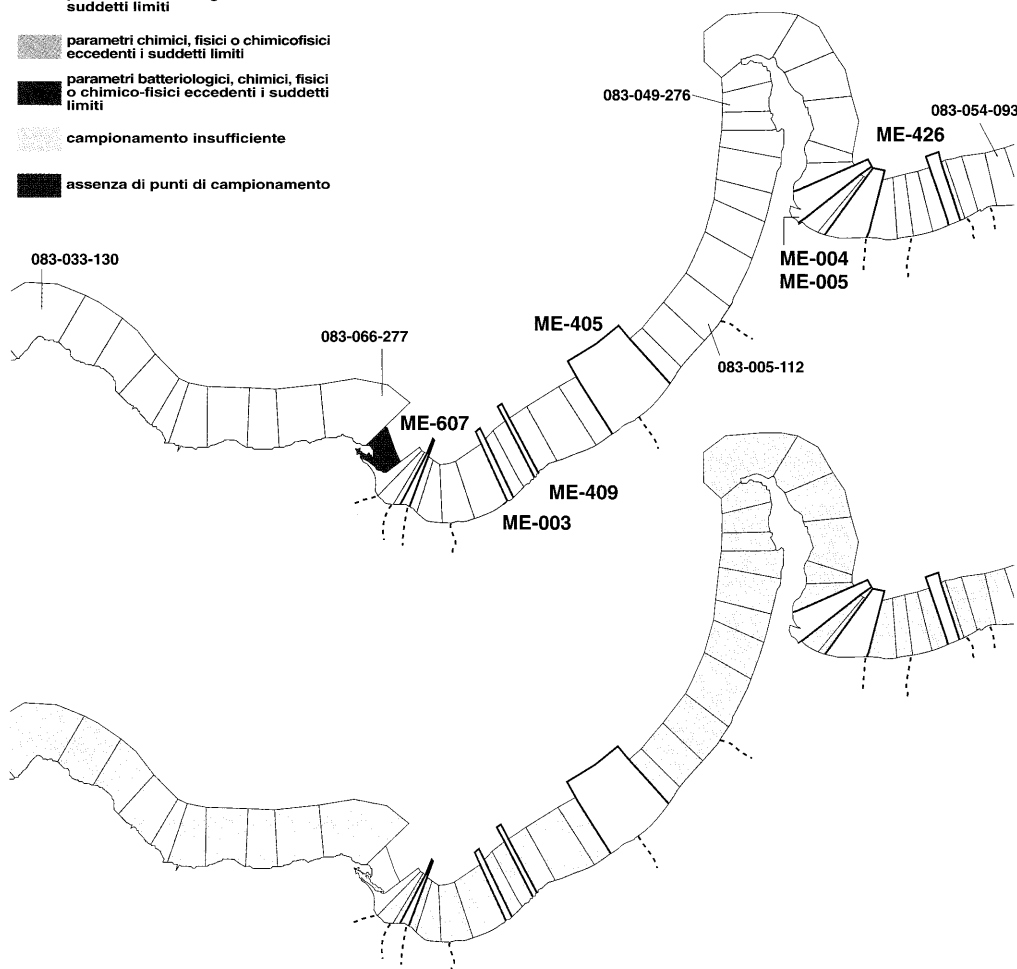 suddetti limiti
parametri chimici, fisici o chimicofisici
eccedenti i suddetti limiti
parametri batteriologici, chimici, fisici
o chimico-fisici eccedenti i suddetti
limiti
campionamento insufficiente
assenza di punti di campionamento
083-049-276
083-054-093
ME-426
ME-004
ME-005
083-033-130
083-066-277
ME-405
083-005-112
ME-607
ME-409
ME-003